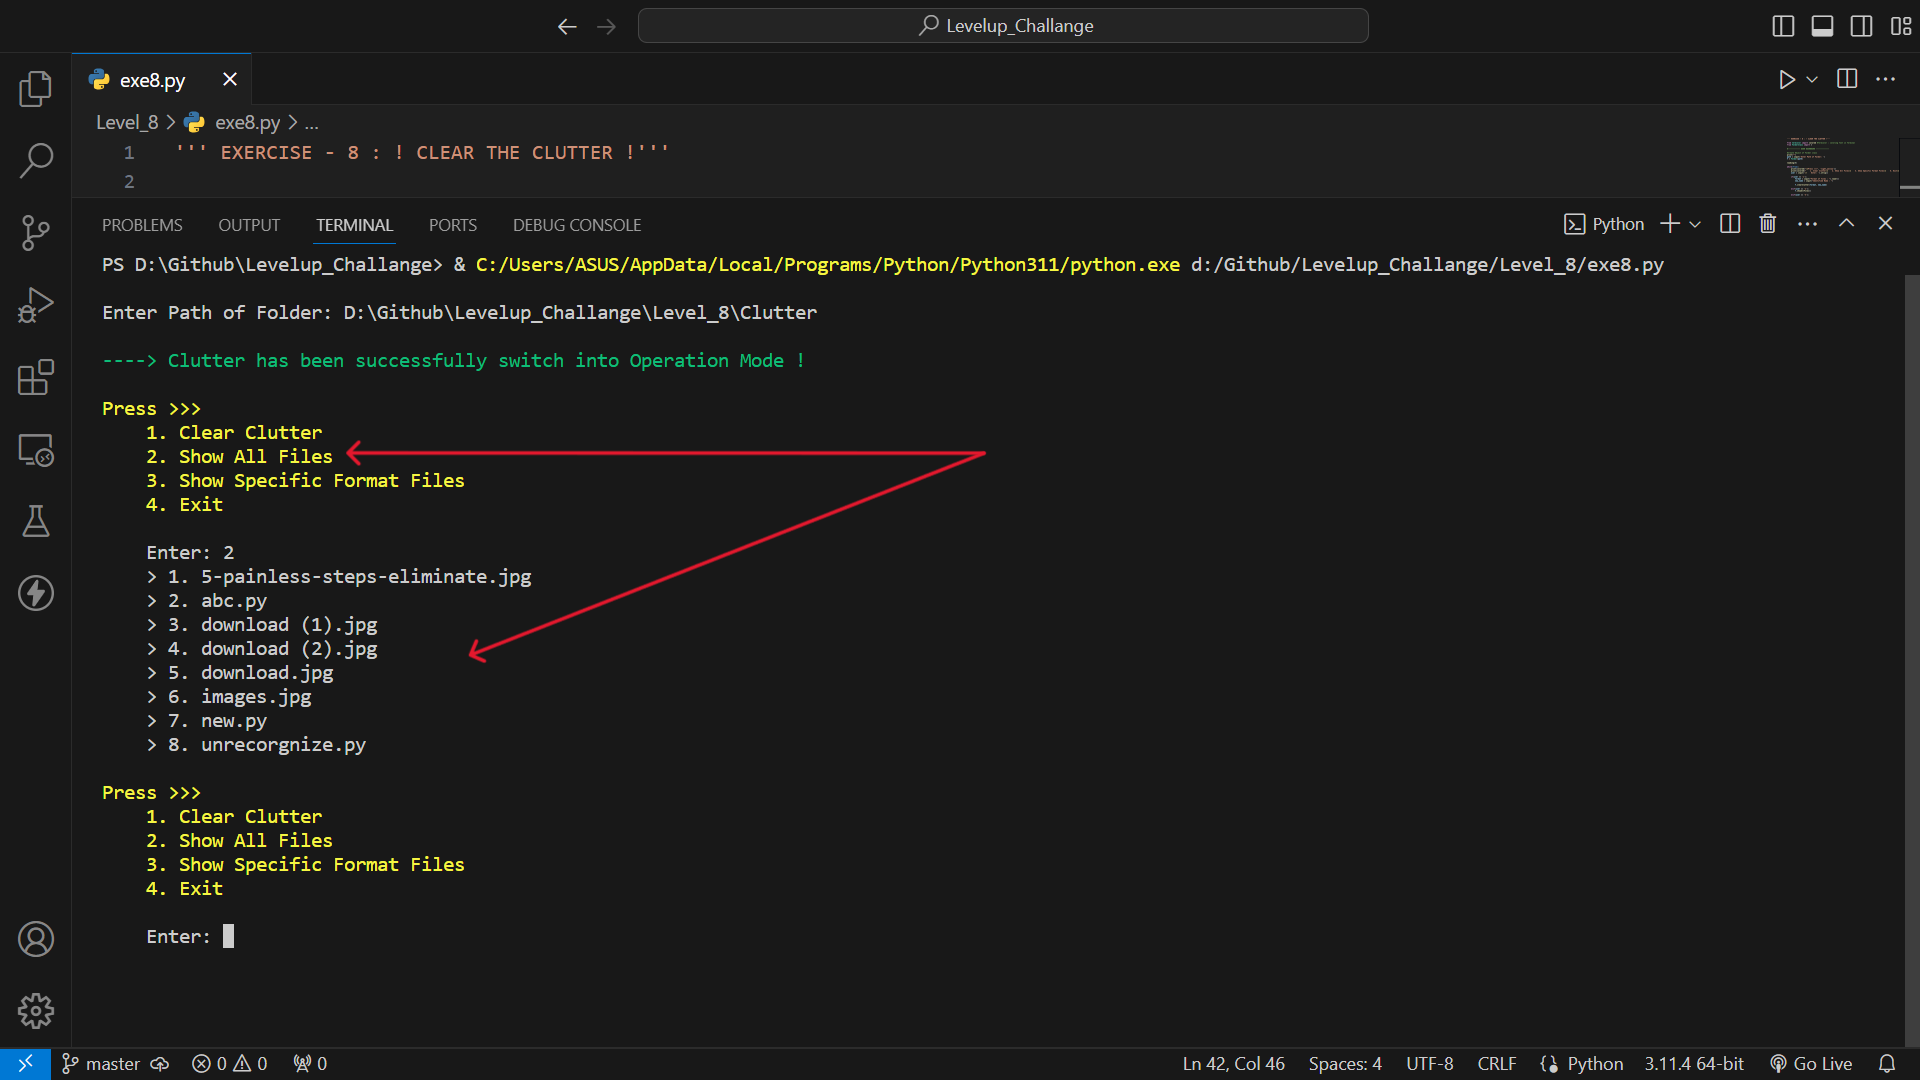 Levelup_Challange
exe8.py
Level_8 > exe8.py > ...
1 ''' EXERCISE - 8 : ! CLEAR THE CLUTTER !'''
2
PROBLEMS OUTPUT TERMINAL PORTS DEBUG CONSOLE Python
PS D:\Github\Levelup_Challange> & C:/Users/ASUS/AppData/Local/Programs/Python/Python311/python.exe d:/Github/Levelup_Challange/Level_8/exe8.py
Enter Path of Folder: D:\Github\Levelup_Challange\Level_8\Clutter
----> Clutter has been successfully switch into Operation Mode !
Press >>>
1. Clear Clutter
2. Show All Files
3. Show Specific Format Files
4. Exit
Enter: 2
> 1. 5-painless-steps-eliminate.jpg
> 2. abc.py
> 3. download (1).jpg
> 4. download (2).jpg
> 5. download.jpg
> 6. images.jpg
> 7. new.py
> 8. unrecorgnize.py
Press >>>
1. Clear Clutter
2. Show All Files
3. Show Specific Format Files
4. Exit
Enter:
master 0 0 0 Ln 42, Col 46 Spaces: 4 UTF-8 CRLF Python 3.11.4 64-bit Go Live